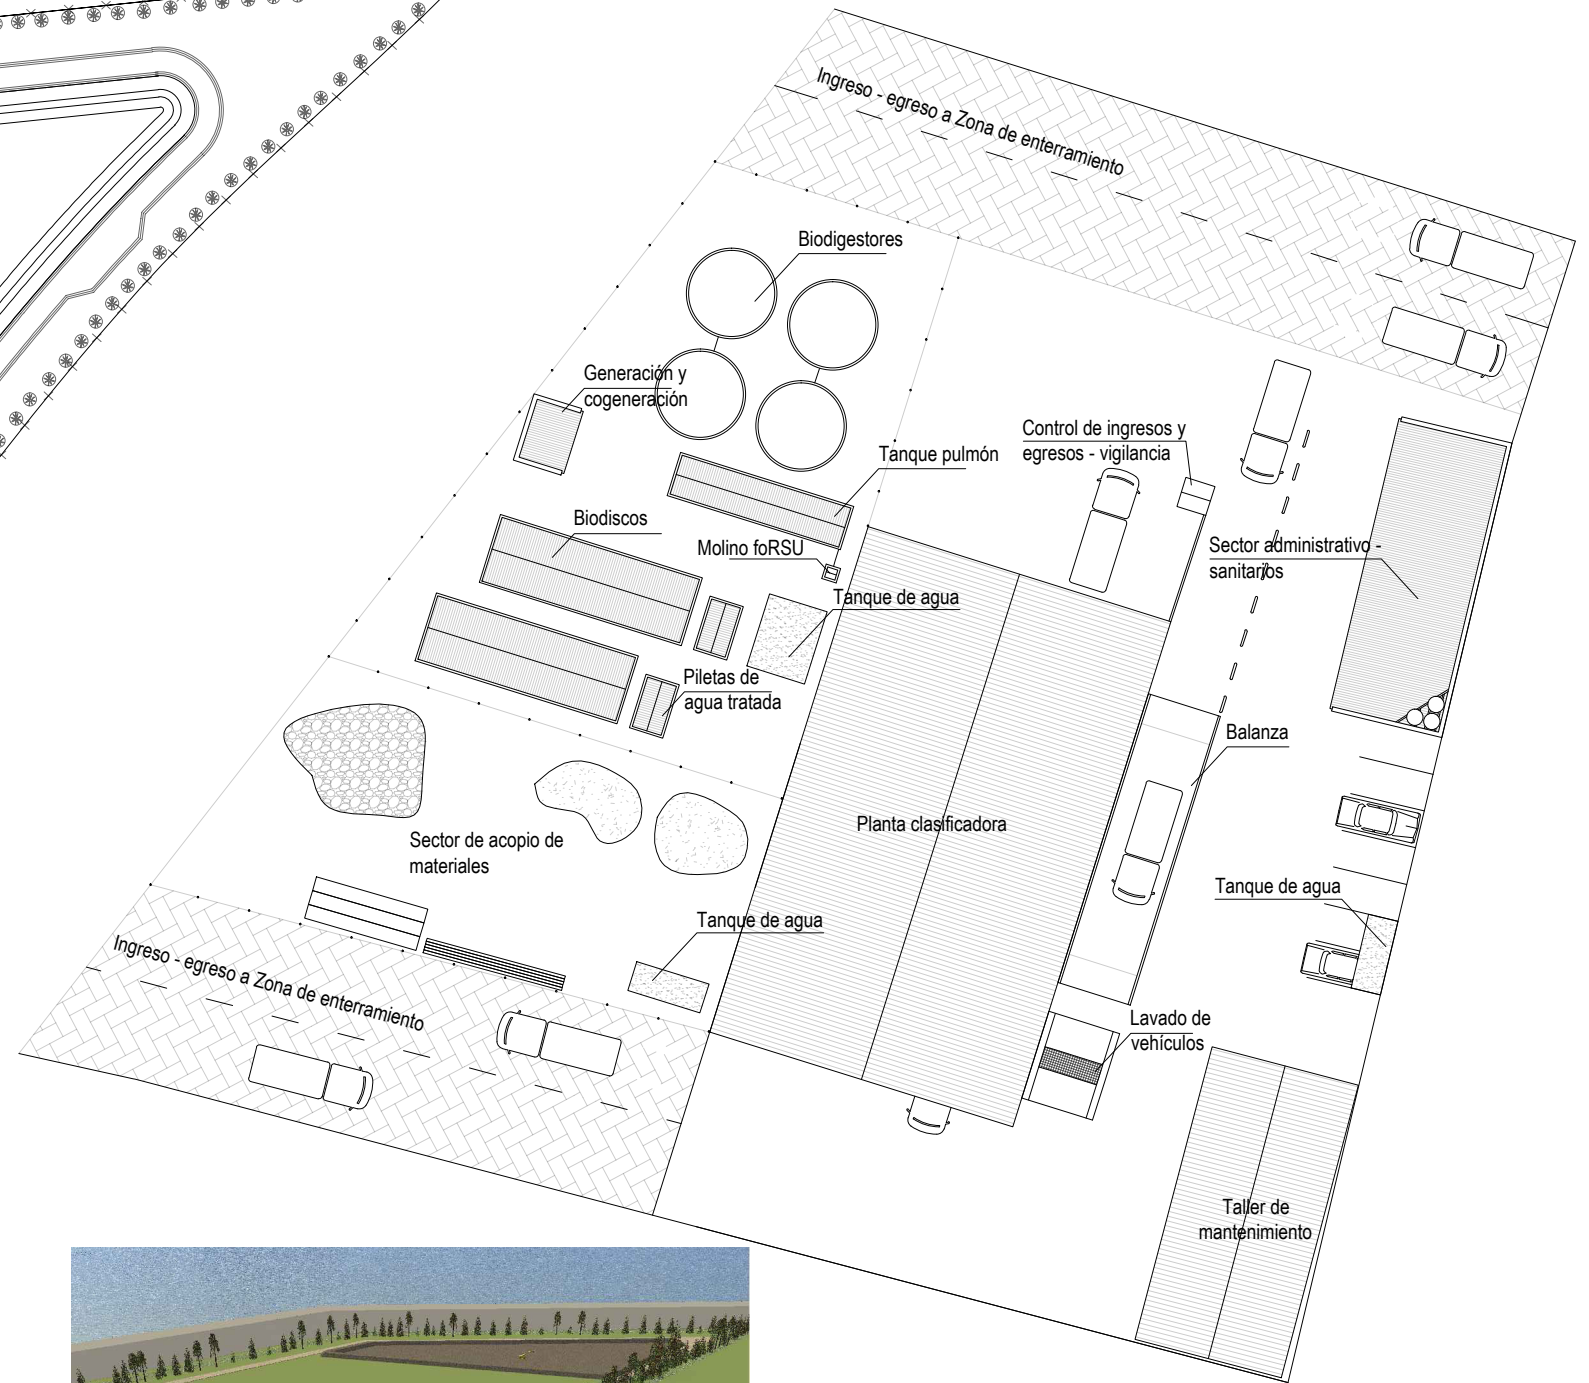 Ingreso - egreso a Zona de enterramiento
Biodigestores
Generación y
cogeneración
Control de ingresos y
egresos - vigilancia
Tanque pulmón
Biodiscos
Molino foRSU
Sector administrativo -
sanitarios
Tanque de agua
Piletas de
agua tratada
Balanza
Planta clasificadora
Sector de acopio de
materiales
Tanque de agua
Tanque de agua
Ingreso - egreso a Zona de enterramiento
Lavado de
vehículos
Taller de
mantenimiento